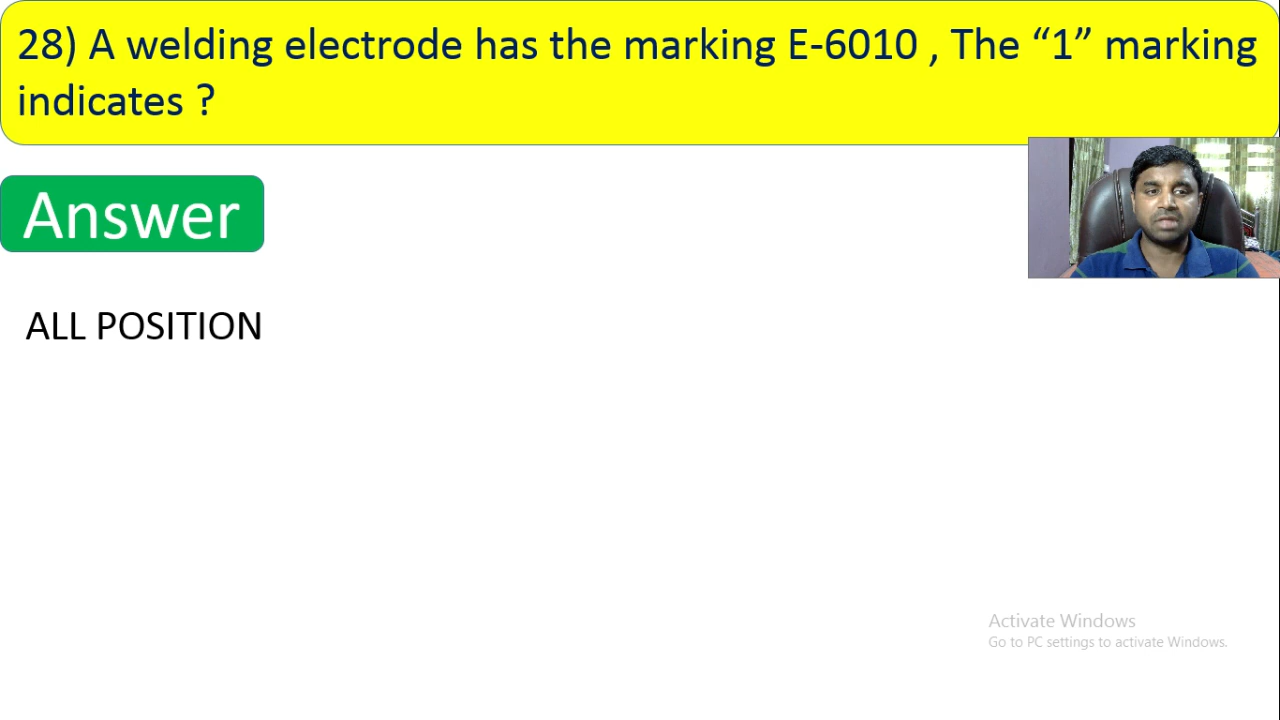 28) A welding electrode has the marking E-6010 , The “1” marking
indicates ?
Answer
ALL POSITION
Activate Windows
Go to PC settings to activate Windows.